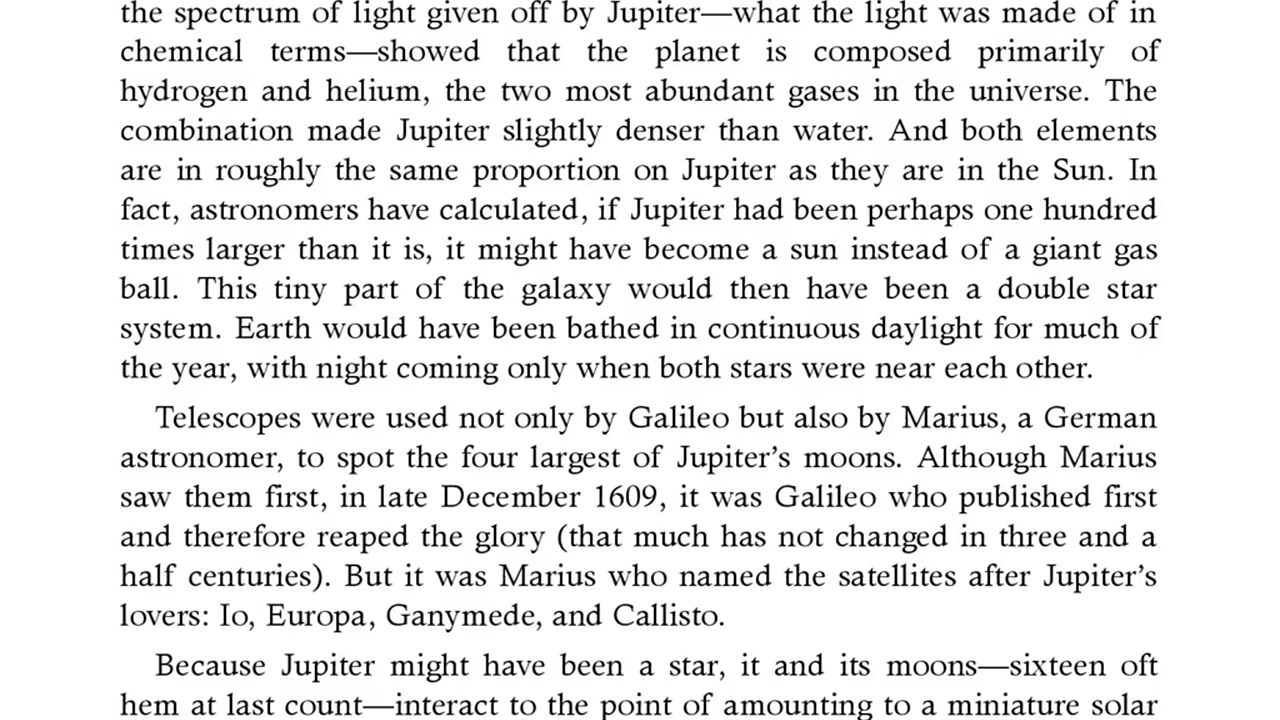 the spectrum of light given off by Jupiter—what the light was made of in
chemical terms—showed that the planet is composed primarily of
hydrogen and helium, the two most abundant gases in the universe. The
combination made Jupiter slightly denser than water. And both elements
are in roughly the same proportion on Jupiter as they are in the Sun. In
fact, astronomers have calculated, if Jupiter had been perhaps one hundred
times larger than it is, it might have become a sun instead of a giant gas
ball. This tiny part of the galaxy would then have been a double star
system. Earth would have been bathed in continuous daylight for much of
the year, with night coming only when both stars were near each other.
Telescopes were used not only by Galileo but also by Marius, a German
astronomer, to spot the four largest of Jupiter’s moons. Although Marius
saw them first, in late December 1609, it was Galileo who published first
and therefore reaped the glory (that much has not changed in three and a
half centuries). But it was Marius who named the satellites after Jupiter’s
lovers: Io, Europa, Ganymede, and Callisto.
Because Jupiter might have been a star, it and its moons—sixteen oft
hem at last count—interact to the point of amounting to a miniature solar